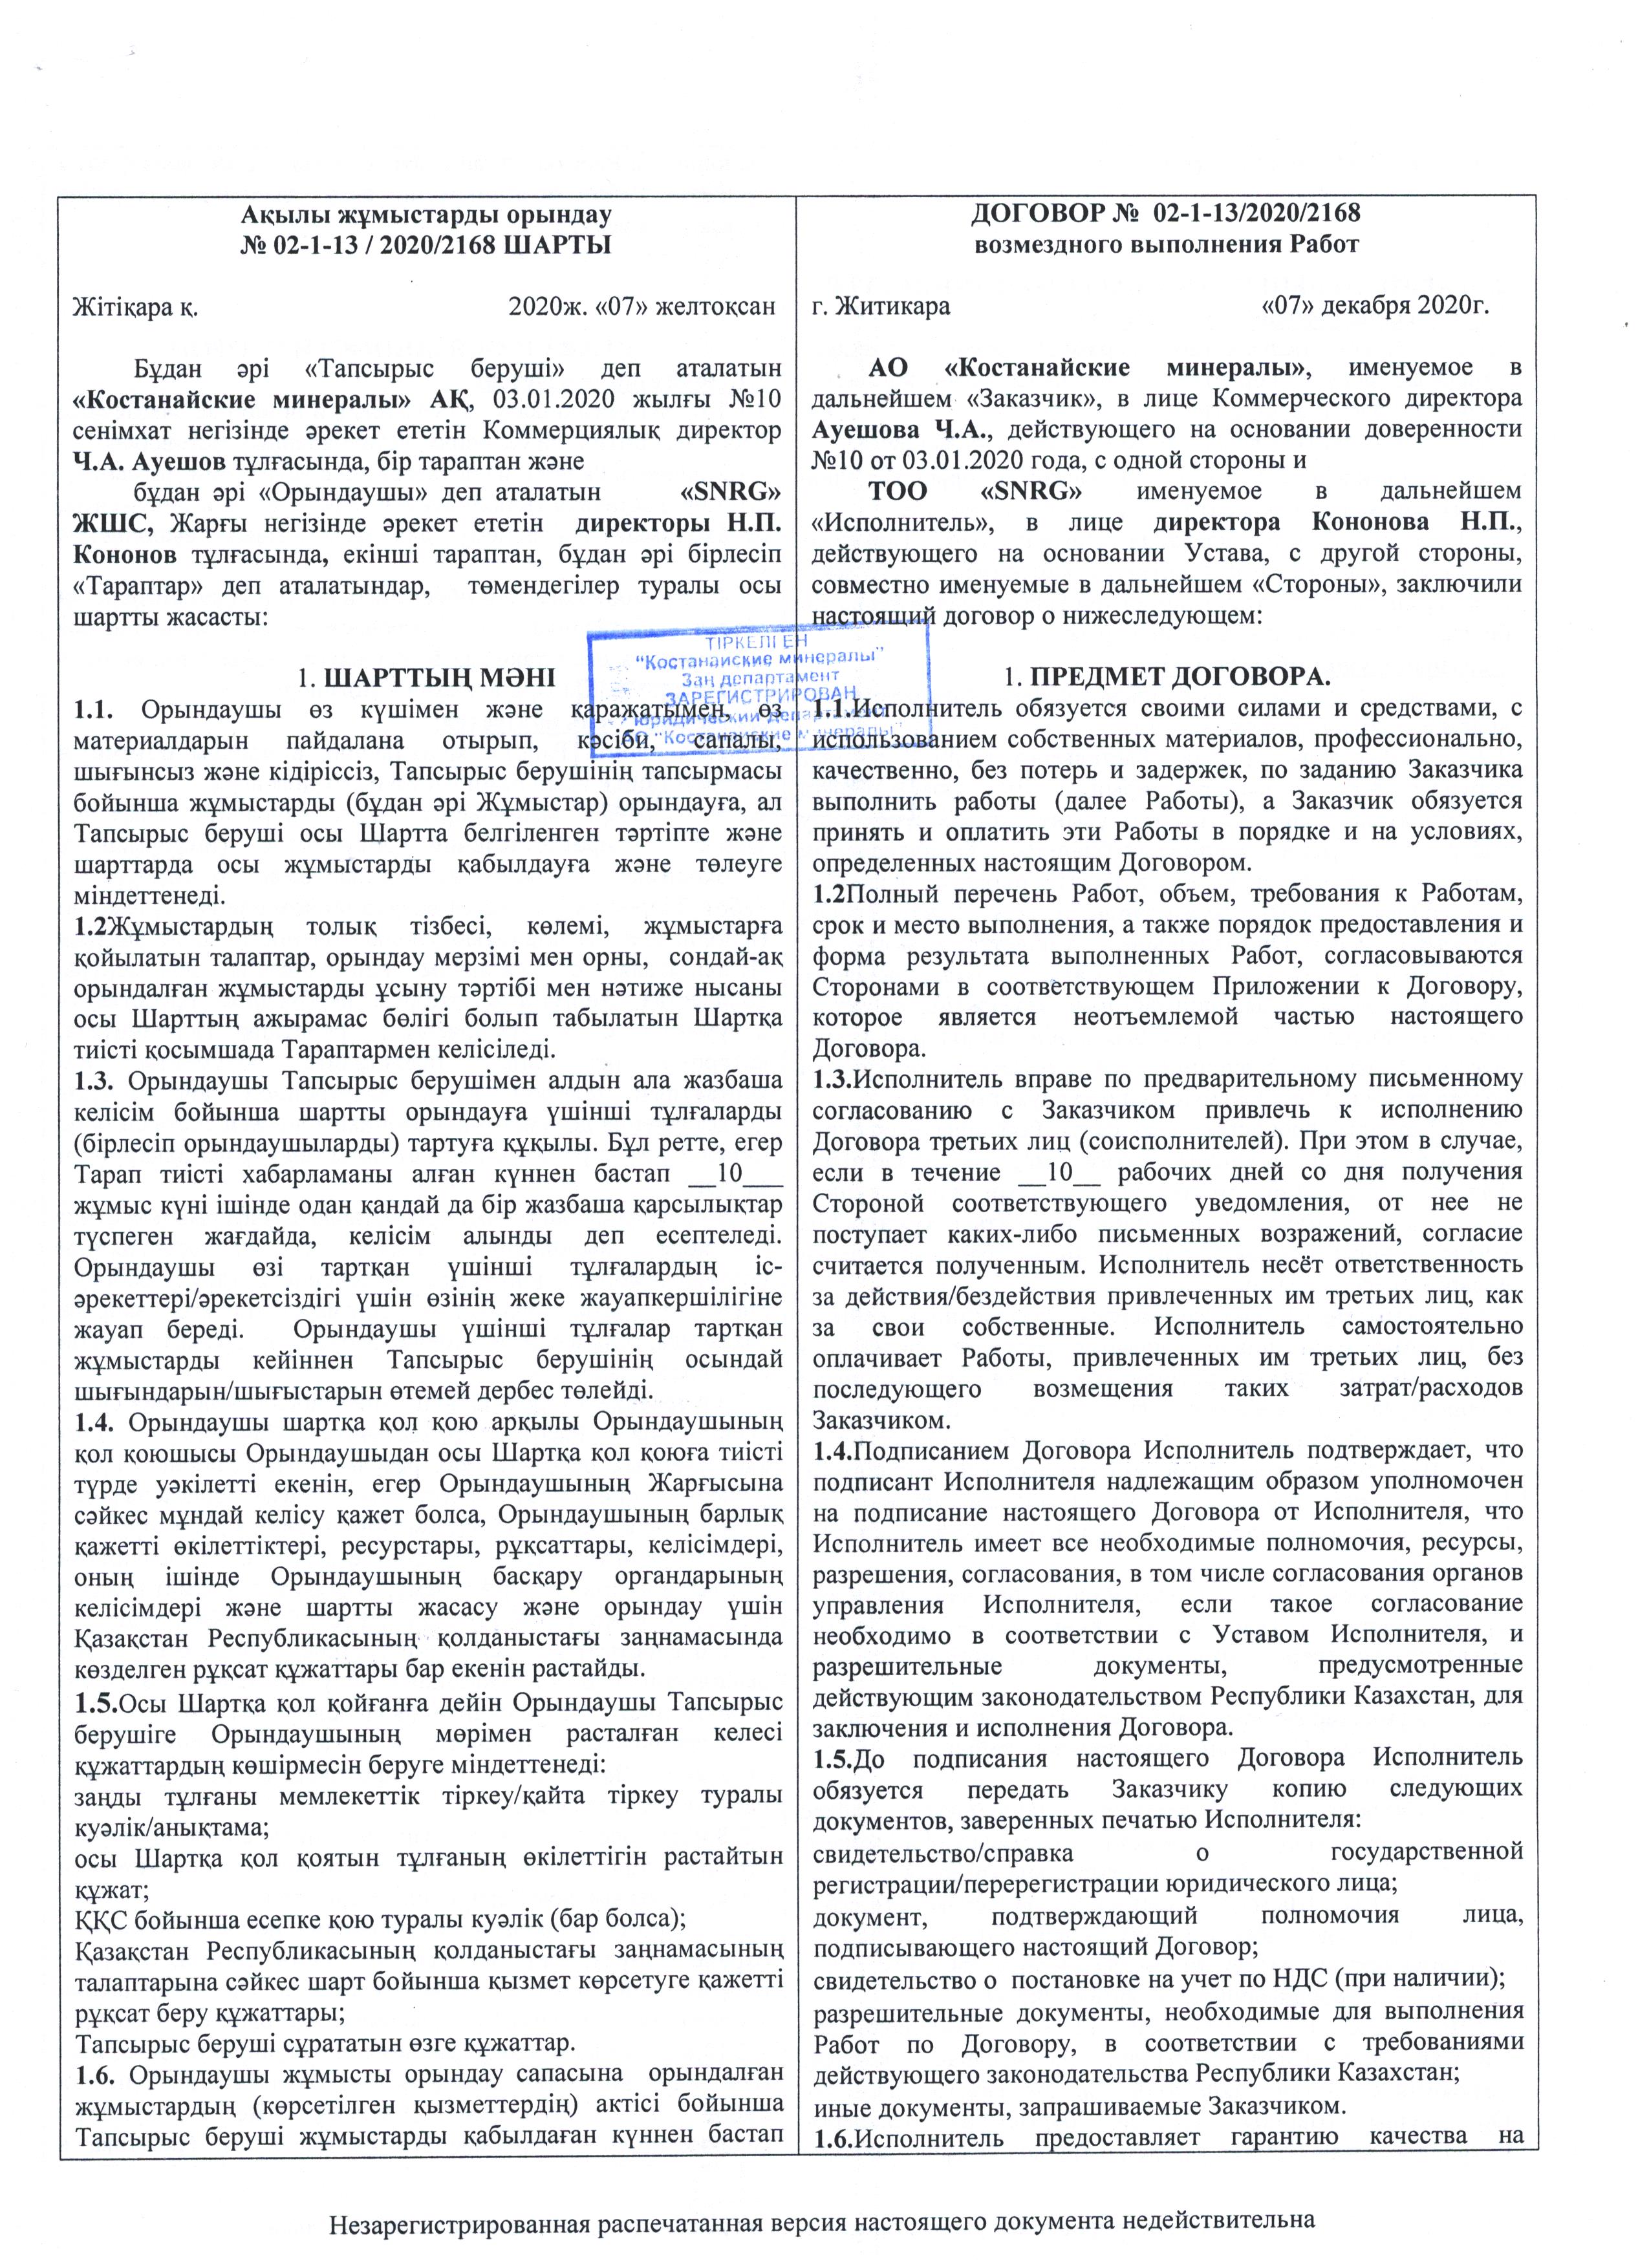 Ақылы жұмыстарды орындау
№ 02-1-13 / 2020/2168 ШАРТЫ
Жітіқара қ. 2020ж. «07» желтоқсан
Бұдан әрі «Тапсырыс беруші» деп аталатын
«Костанайские минералы» АҚ, 03.01.2020 жылғы №10
сенімхат негізінде әрекет ететін Коммерциялық директор
Ч.А. Ауешов тұлғасында, бір тараптан және
бұдан әрі «Орындаушы» деп аталатын «SNRG»
ЖШС, Жарғы негізінде әрекет ететін директоры Н.П.
Кононов тұлғасында, екінші тараптан, бұдан әрі бірлесіп
«Тараптар» деп аталатындар, төмендегілер туралы осы
шартты жасасты:
1. ШАРТТЫҢ МӘНІ
1.1. Орындаушы өз күшімен және қаражатымен, өз
материалдарын пайдалана отырып, кәсіби, сапалы,
шығынсыз және кідіріссіз, Тапсырыс берушінің тапсырмасы
бойынша жұмыстарды (бұдан әрі Жұмыстар) орындауға, ал
Тапсырыс беруші осы Шартта белгіленген тәртіпте және
шарттарда осы жұмыстарды қабылдауға және төлеуге
міндеттенеді.
1.2Жұмыстардың толық тізбесі, көлемі, жұмыстарға
қойылатын талаптар, орындау мерзімі мен орны, сондай-ақ
орындалған жұмыстарды ұсыну тәртібі мен нәтиже нысаны
осы Шарттың ажырамас бөлігі болып табылатын Шартқа
тиісті қосымшада Тараптармен келісіледі.
1.3. Орындаушы Тапсырыс берушімен алдын ала жазбаша
келісім бойынша шартты орындауға үшінші тұлғаларды
(бірлесіп орындаушыларды) тартуға құқылы. Бұл ретте, егер
Тарап тиісті хабарламаны алған күннен бастап __10___
жұмыс күні ішінде одан қандай да бір жазбаша қарсылықтар
түспеген жағдайда, келісім алынды деп есептеледі.
Орындаушы өзі тартқан үшінші тұлғалардың іс-
әрекеттері/әрекетсіздігі үшін өзінің жеке жауапкершілігіне
жауап береді. Орындаушы үшінші тұлғалар тартқан
жұмыстарды кейіннен Тапсырыс берушінің осындай
шығындарын/шығыстарын өтемей дербес төлейді.
1.4. Орындаушы шартқа қол қою арқылы Орындаушының
қол қоюшысы Орындаушыдан осы Шартқа қол қоюға тиісті
түрде уәкілетті екенін, егер Орындаушының Жарғысына
сәйкес мұндай келісу қажет болса, Орындаушының барлық
қажетті өкілеттіктері, ресурстары, рұқсаттары, келісімдері,
оның ішінде Орындаушының басқару органдарының
келісімдері және шартты жасасу және орындау үшін
Қазақстан Республикасының қолданыстағы заңнамасында
көзделген рұқсат құжаттары бар екенін растайды.
1.5.Осы Шартқа қол қойғанға дейін Орындаушы Тапсырыс
берушіге Орындаушының мөрімен расталған келесі
құжаттардың көшірмесін беруге міндеттенеді:
заңды тұлғаны мемлекеттік тіркеу/қайта тіркеу туралы
куәлік/анықтама;
осы Шартқа қол қоятын тұлғаның өкілеттігін растайтын
құжат;
ҚҚС бойынша есепке қою туралы куәлік (бар болса);
Қазақстан Республикасының қолданыстағы заңнамасының
талаптарына сәйкес шарт бойынша қызмет көрсетуге қажетті
рұқсат беру құжаттары;
Тапсырыс беруші сұрататын өзге құжаттар.
1.6. Орындаушы жұмысты орындау сапасына орындалған
жұмыстардың (көрсетілген қызметтердің) актісі бойынша
Тапсырыс беруші жұмыстарды қабылдаған күннен бастап
ДОГОВОР № 02-1-13/2020/2168
возмездного выполнения Работ
г. Житикара «07» декабря 2020г.
АО «Костанайские минералы», именуемое в
дальнейшем «Заказчик», в лице Коммерческого директора
Ауешова Ч.А., действующего на основании доверенности
№10 от 03.01.2020 года, с одной стороны и
ТОО «SNRG» именуемое в дальнейшем
«Исполнитель», в лице директора Кононова Н.П.,
действующего на основании Устава, с другой стороны,
совместно именуемые в дальнейшем «Стороны», заключили
настоящий договор о нижеследующем:
1. ПРЕДМЕТ ДОГОВОРА.
1.1.Исполнитель обязуется своими силами и средствами, с
использованием собственных материалов, профессионально,
качественно, без потерь и задержек, по заданию Заказчика
выполнить работы (далее Работы), а Заказчик обязуется
принять и оплатить эти Работы в порядке и на условиях,
определенных настоящим Договором.
1.2Полный перечень Работ, объем, требования к Работам,
срок и место выполнения, а также порядок предоставления и
форма результата выполненных Работ, согласовываются
Сторонами в соответствующем Приложении к Договору,
которое является неотъемлемой частью настоящего
Договора.
1.3.Исполнитель вправе по предварительному письменному
согласованию с Заказчиком привлечь к исполнению
Договора третьих лиц (соисполнителей). При этом в случае,
если в течение __10__ рабочих дней со дня получения
Стороной соответствующего уведомления, от нее не
поступает каких-либо письменных возражений, согласие
считается полученным. Исполнитель несёт ответственность
за действия/бездействия привлеченных им третьих лиц, как
за свои собственные. Исполнитель самостоятельно
оплачивает Работы, привлеченных им третьих лиц, без
последующего возмещения таких затрат/расходов
Заказчиком.
1.4.Подписанием Договора Исполнитель подтверждает, что
подписант Исполнителя надлежащим образом уполномочен
на подписание настоящего Договора от Исполнителя, что
Исполнитель имеет все необходимые полномочия, ресурсы,
разрешения, согласования, в том числе согласования органов
управления Исполнителя, если такое согласование
необходимо в соответствии с Уставом Исполнителя, и
разрешительные документы, предусмотренные
действующим законодательством Республики Казахстан, для
заключения и исполнения Договора.
1.5.До подписания настоящего Договора Исполнитель
обязуется передать Заказчику копию следующих
документов, заверенных печатью Исполнителя:
свидетельство/справка о государственной
регистрации/перерегистрации юридического лица;
документ, подтверждающий полномочия лица,
подписывающего настоящий Договор;
свидетельство о постановке на учет по НДС (при наличии);
разрешительные документы, необходимые для выполнения
Работ по Договору, в соответствии с требованиями
действующего законодательства Республики Казахстан;
иные документы, запрашиваемые Заказчиком.
1.6.Исполнитель предоставляет гарантию качества на
ТІРКЕЛГЕН
"Костанайские минералы"
Заң департамент
ЗАРЕГИСТРИРОВАН
юридический департамент
АО "Костанайские минералы"
Незарегистрированная распечатанная версия настоящего документа недействительна